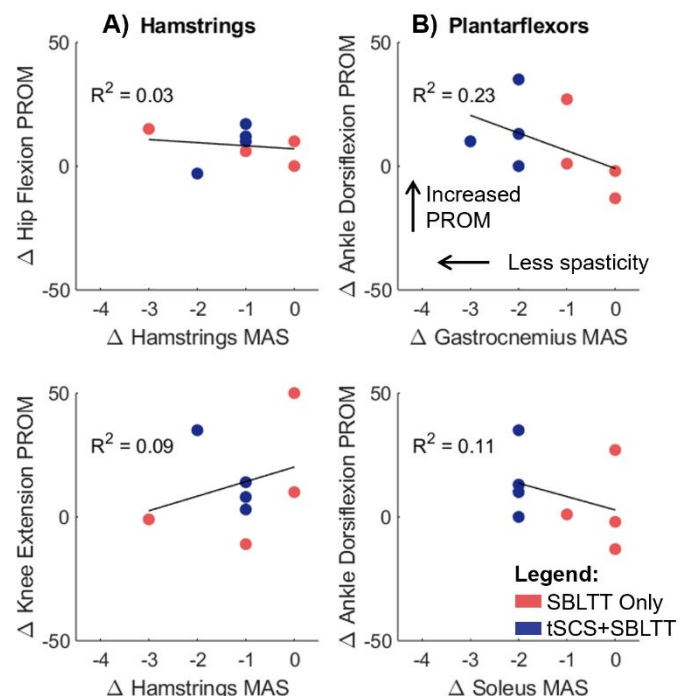 A) Hamstrings
B) Plantarflexors
50
0
-50
Δ Hip Flexion PROM
R² = 0.03
-4 -3 -2 -1 0
Δ Hamstrings MAS
50
0
-50
Δ Ankle Dorsiflexion PROM
R² = 0.23
Increased
PROM
Less spasticity
-4 -3 -2 -1 0
Δ Gastrocnemius MAS
50
0
-50
Δ Knee Extension PROM
R² = 0.09
-4 -3 -2 -1 0
Δ Hamstrings MAS
50
0
-50
Δ Ankle Dorsiflexion PROM
R² = 0.11
Legend:
SBLTT Only
tSCS+SBLTT
-4 -3 -2 -1 0
Δ Soleus MAS